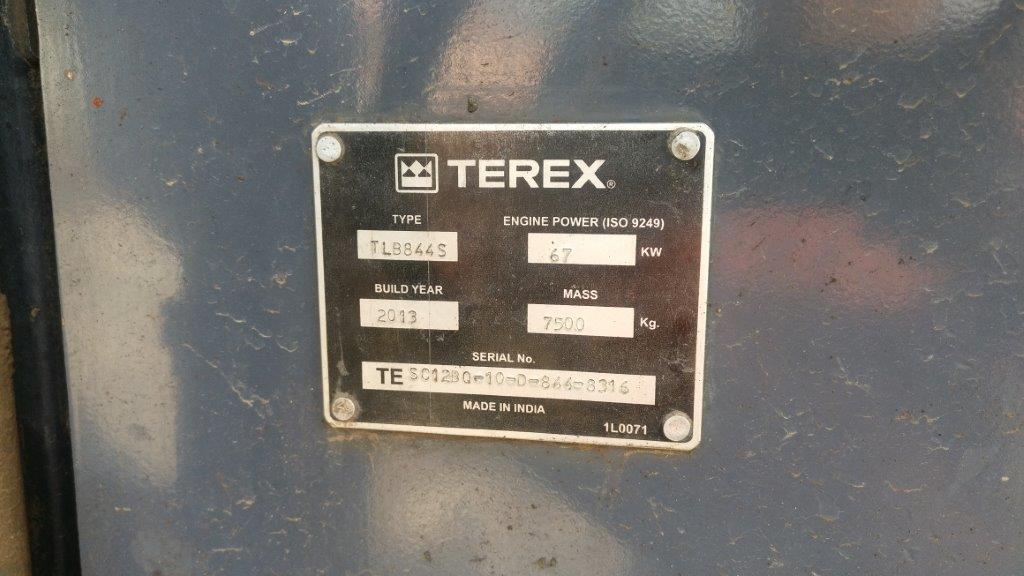 TEREX®
TYPE
TLB844S
ENGINE POWER (ISO 9249)
67 KW
BUILD YEAR
2013
MASS
7500 Kg.
SERIAL No.
TE SC12BQ-10-D-864-8316
MADE IN INDIA
1L0071